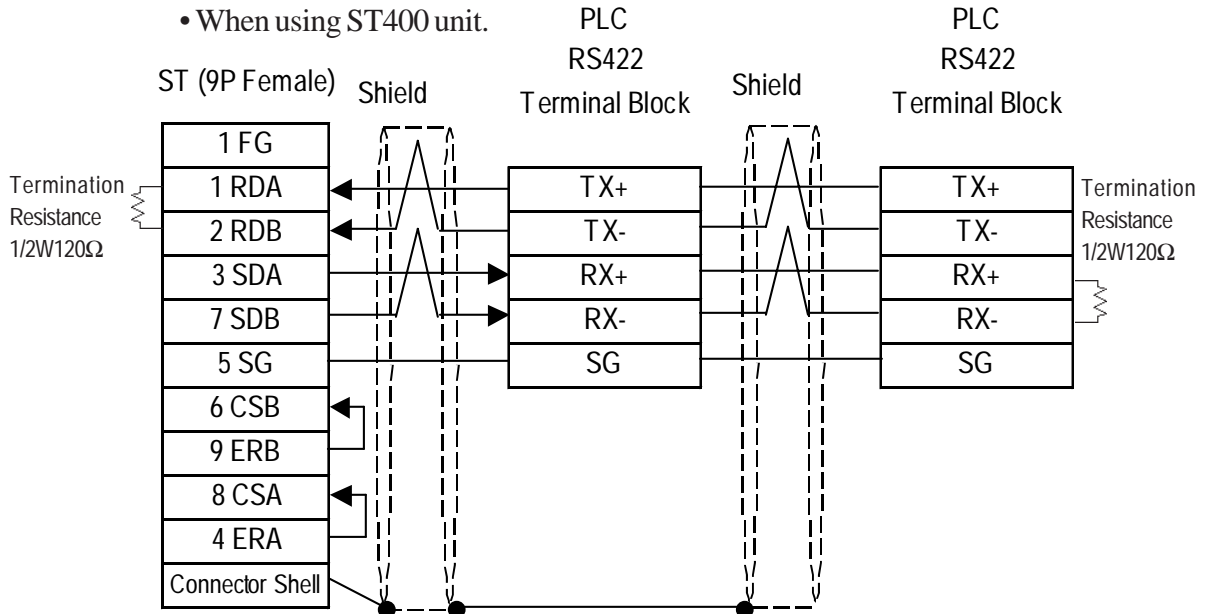 • When using ST400 unit.
ST (9P Female)
Shield
PLC
RS422
Terminal Block
Shield
PLC
RS422
Terminal Block
Termination
Resistance
1/2W120Ω
1 FG
1 RDA
2 RDB
3 SDA
7 SDB
5 SG
6 CSB
9 ERB
8 CSA
4 ERA
Connector Shell
TX+
TX-
RX+
RX-
SG
TX+
TX-
RX+
RX-
SG
Termination
Resistance
1/2W120Ω